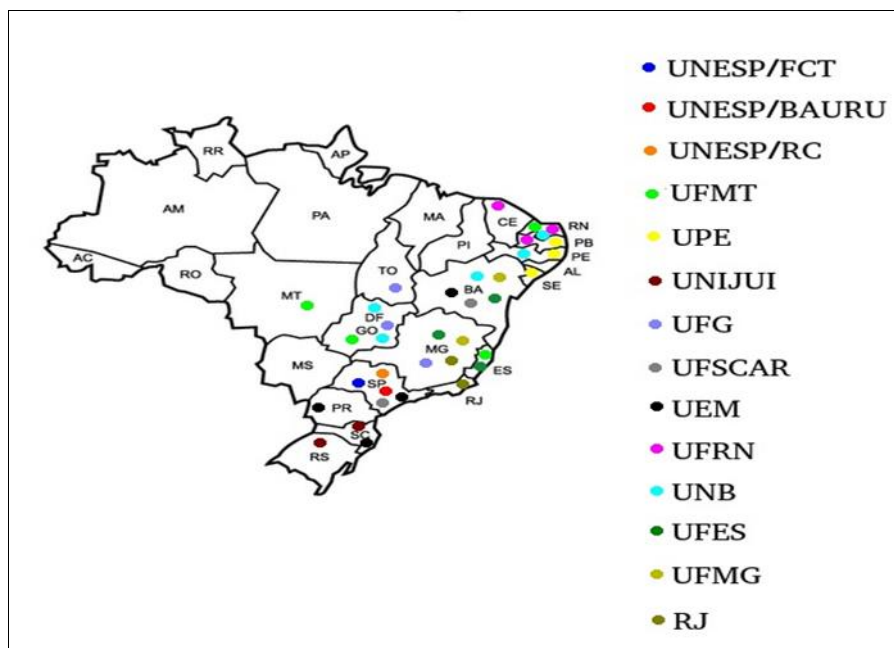 UNESP/FCT
UNESP/BAURU
UNESP/RC
UFMT
UPE
UNIJUI
UFG
UFSCAR
UEM
UFRN
UNB
UFES
UFMG
RJ
RR
AP
AM
PA
MA
CE
RN
PI
PB
PE
AC
AL
TO
RO
SE
BA
MT
DF
GO
MG
MS
ES
SP
RJ
PR
SC
RS